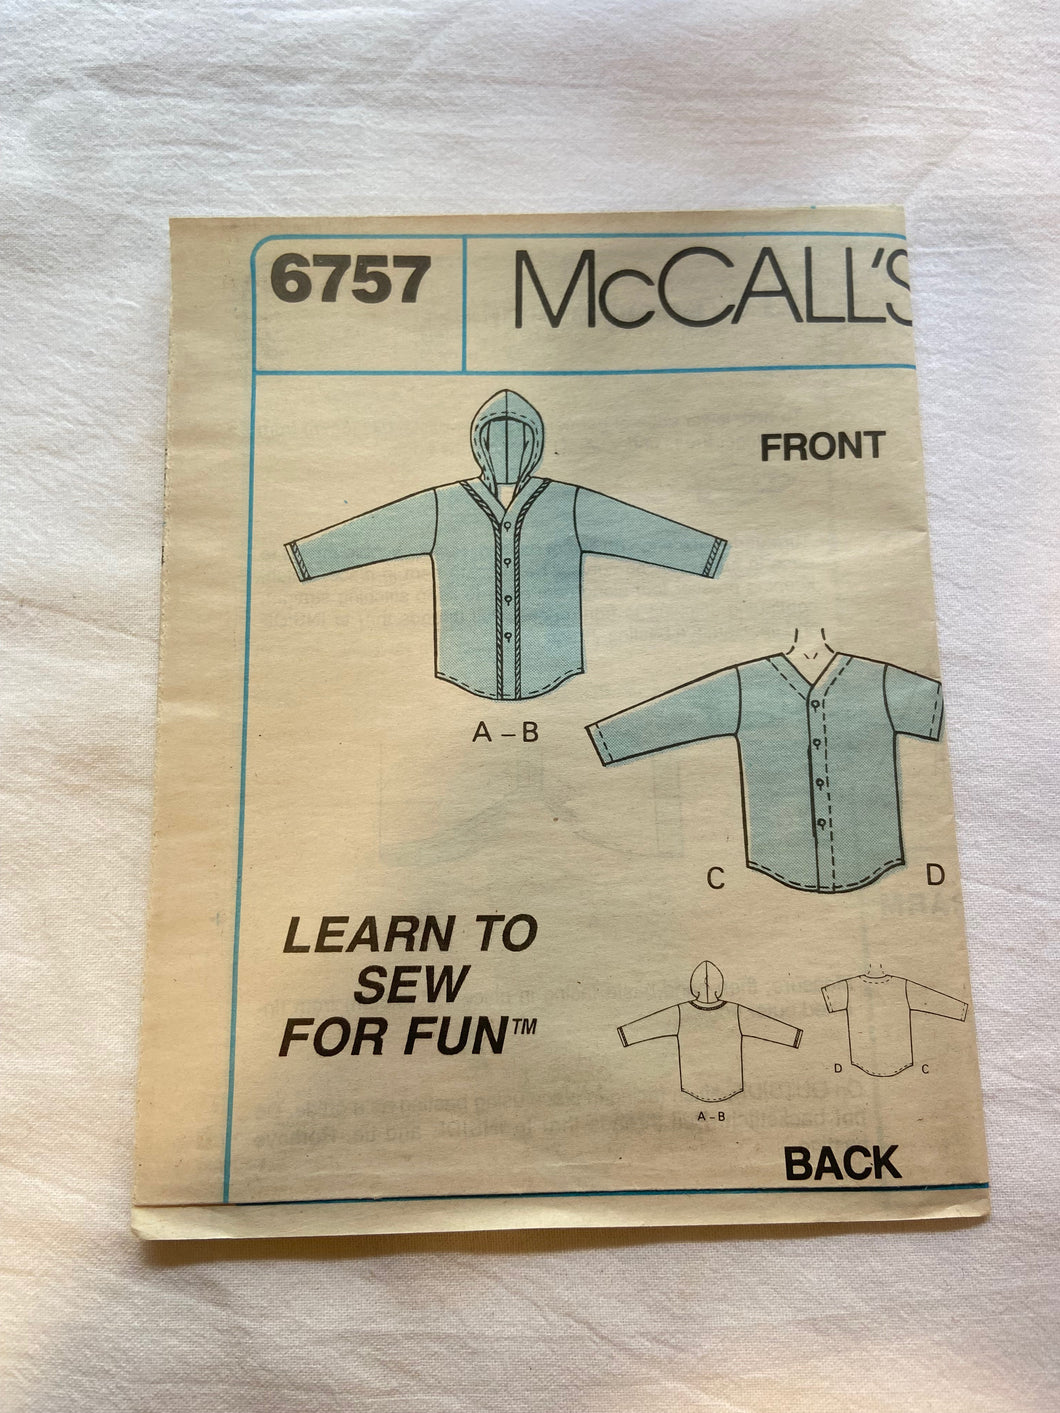 6757
McCALL'S
FRONT
A – B
C
D
LEARN TO
SEW
FOR FUN™
D
C
A – B
BACK